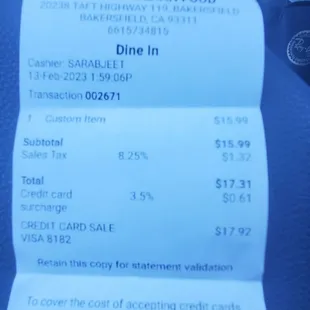 FOOD
20238 TAFT HIGHWAY 119, BAKERSFIELD
BAKERSFIELD, CA 93311
6615734815
Dine In
Cashier: SARABJEET
13-Feb-2023 1:59:06P
Transaction 002671
1 Custom Item $15.99
Subtotal $15.99
Sales Tax 8.25% $1.32
Total $17.31
Credit card surcharge 3.5% $0.61
CREDIT CARD SALE $17.92
VISA 8182
Retain this copy for statement validation
To cover the cost of accepting credit cards